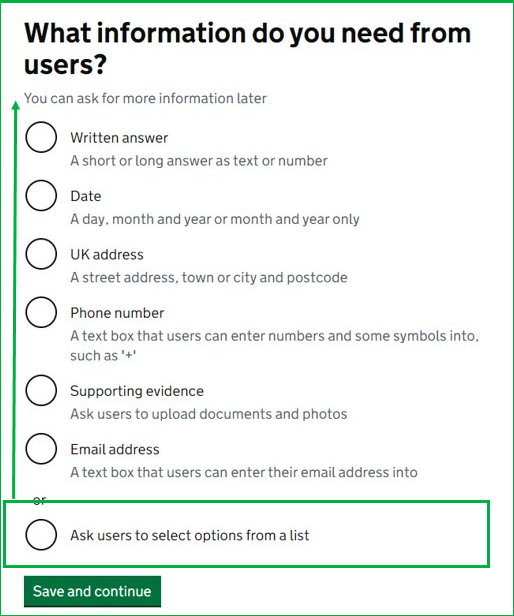 What information do you need from
users?
You can ask for more information later
Written answer
A short or long answer as text or number
Date
A day, month and year or month and year only
UK address
A street address, town or city and postcode
Phone number
A text box that users can enter numbers and some symbols into,
such as '+'
Supporting evidence
Ask users to upload documents and photos
Email address
A text box that users can enter their email address into
or
Ask users to select options from a list
Save and continue